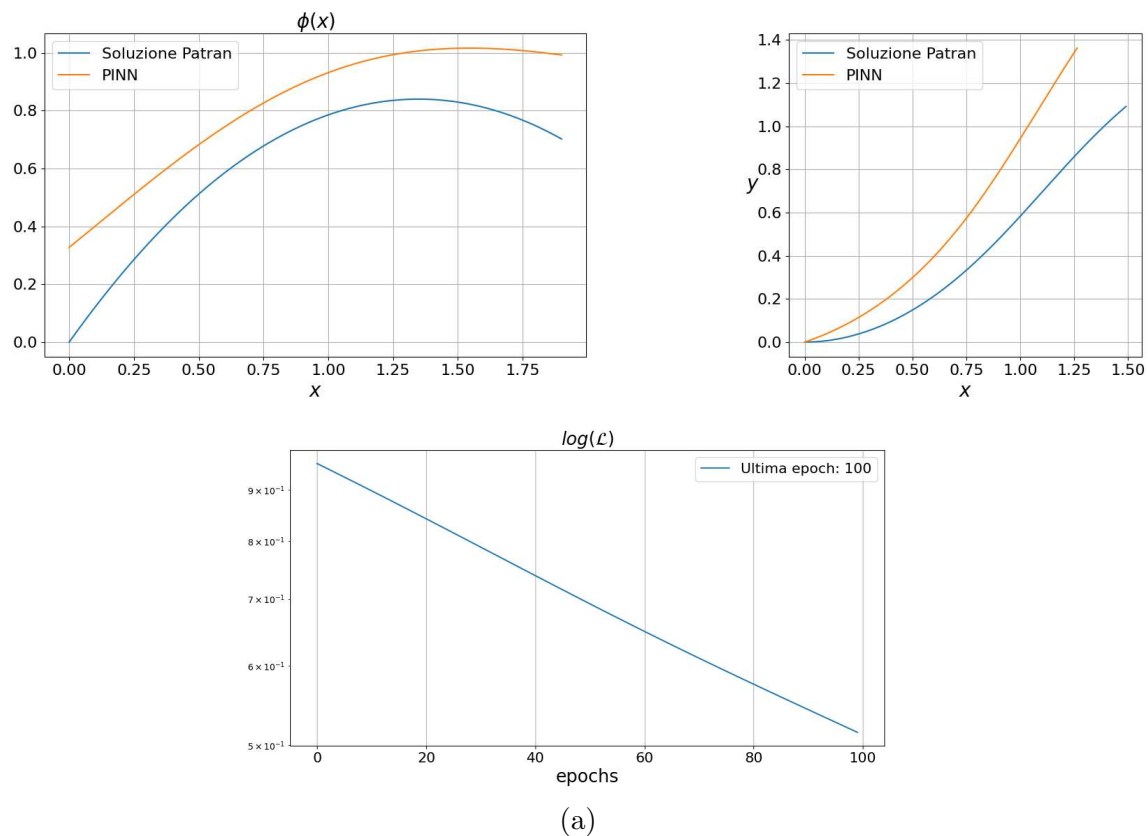 ϕ(x)
Soluzione Patran
PINN
1.0
0.8
0.6
0.4
0.2
0.0
0.00 0.25 0.50 0.75 1.00 1.25 1.50 1.75
x
Soluzione Patran
PINN
1.4
1.2
1.0
0.8
0.6
0.4
0.2
0.0
y
0.00 0.25 0.50 0.75 1.00 1.25 1.50
x
log(ℒ)
Ultima epoch: 100
9 × 10⁻¹
8 × 10⁻¹
7 × 10⁻¹
6 × 10⁻¹
5 × 10⁻¹
0 20 40 60 80 100
epochs
(a)